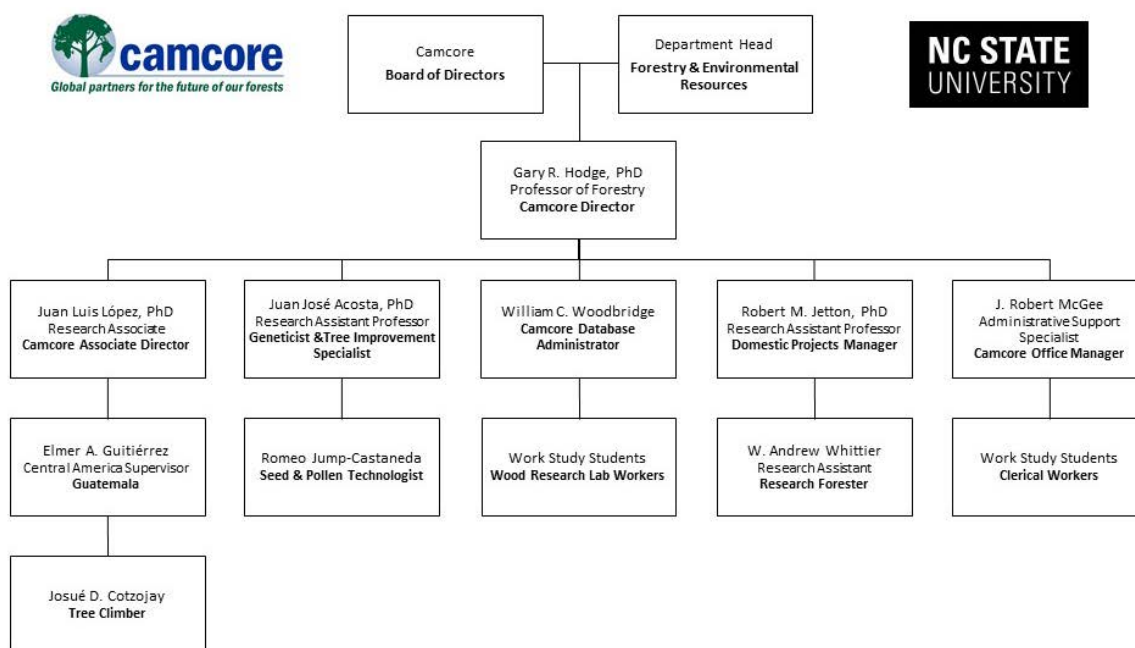 camcore
Global partners for the future of our forests
Camcore
Board of Directors
Department Head
Forestry & Environmental
Resources
NC STATE
UNIVERSITY
Gary R. Hodge, PhD
Professor of Forestry
Camcore Director
Juan Luis López, PhD
Research Associate
Camcore Associate Director
Juan José Acosta, PhD
Research Assistant Professor
Geneticist &Tree Improvement
Specialist
William C. Woodbridge
Camcore Database
Administrator
Robert M. Jetton, PhD
Research Assistant Professor
Domestic Projects Manager
J. Robert McGee
Administrative Support
Specialist
Camcore Office Manager
Elmer A. Guitiérrez
Central America Supervisor
Guatemala
Romeo Jump-Castaneda
Seed & Pollen Technologist
Work Study Students
Wood Research Lab Workers
W. Andrew Whittier
Research Assistant
Research Forester
Work Study Students
Clerical Workers
Josué D. Cotzojay
Tree Climber